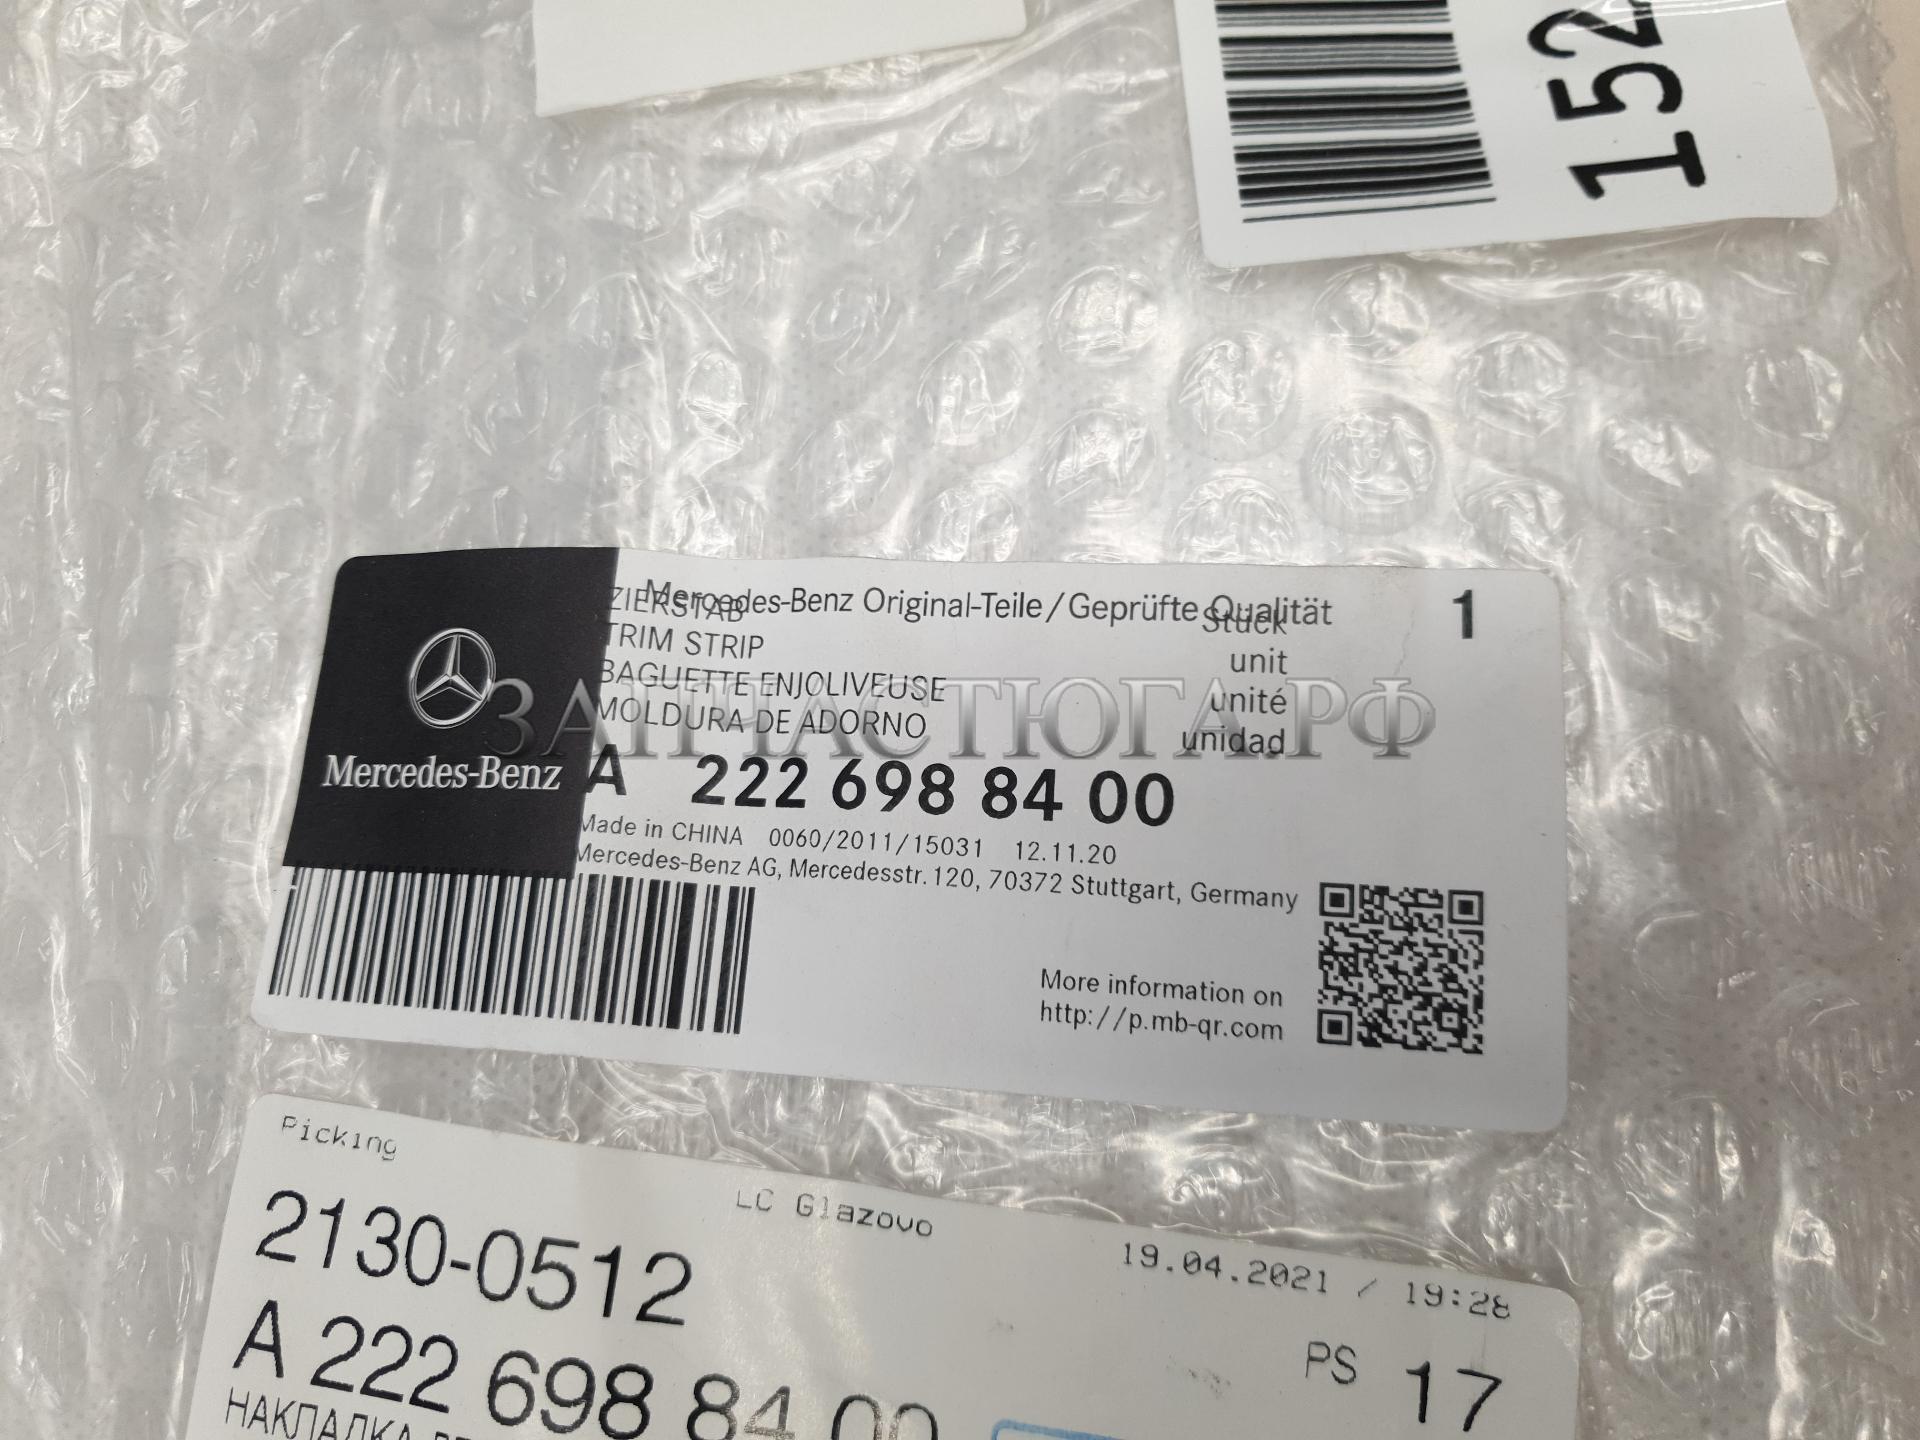 152
Mercedes-Benz Original-Teile/Geprüfte Qualität
1
ZIERSTAB
Stück
TRIM STRIP
unit
BAGUETTE ENJOLIVEUSE
unité
MOLDURA DE ADORNO
unidad
ЗАПЧАСТЮГА.РФ
Mercedes-Benz
A 222 698 84 00
Made in CHINA 0060/2011/15031 12.11.20
Mercedes-Benz AG, Mercedesstr. 120, 70372 Stuttgart, Germany
More information on
http://p.mb-qr.com
Picking
LC Glazovo
19.04.2021 / 19:28
2130-0512
PS 17
A 222 698 84 00
НАКЛАДКА